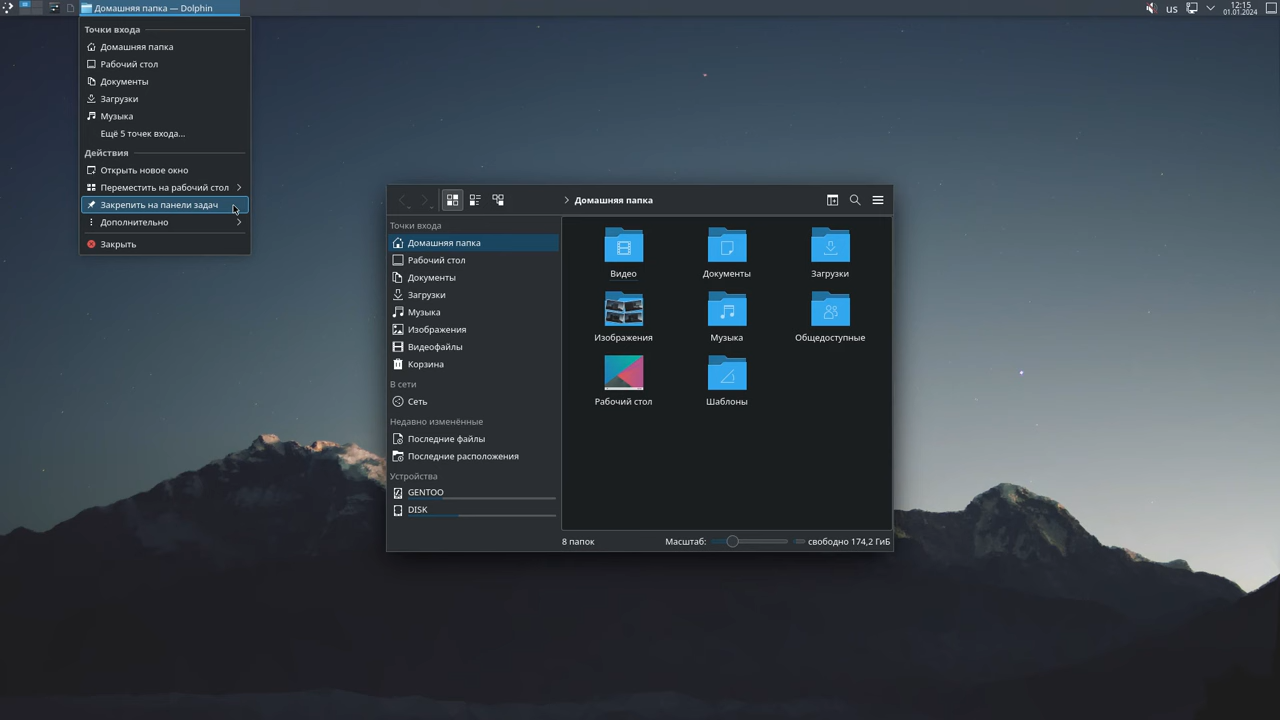 Домашняя папка — Dolphin
us
12:15
01.01.2024
Точки входа
Домашняя папка
Рабочий стол
Документы
Загрузки
Музыка
Ещё 5 точек входа...
Действия
Открыть новое окно
Переместить на рабочий стол
Закрепить на панели задач
Дополнительно
Закрыть
Домашняя папка
Точки входа
Домашняя папка
Рабочий стол
Документы
Загрузки
Музыка
Изображения
Видеофайлы
Корзина
В сети
Сеть
Недавно изменённые
Последние файлы
Последние расположения
Устройства
GENTOO
DISK
Видео
Документы
Загрузки
Изображения
Музыка
Общедоступные
Рабочий стол
Шаблоны
8 папок
Масштаб:
свободно 174,2 ГиБ